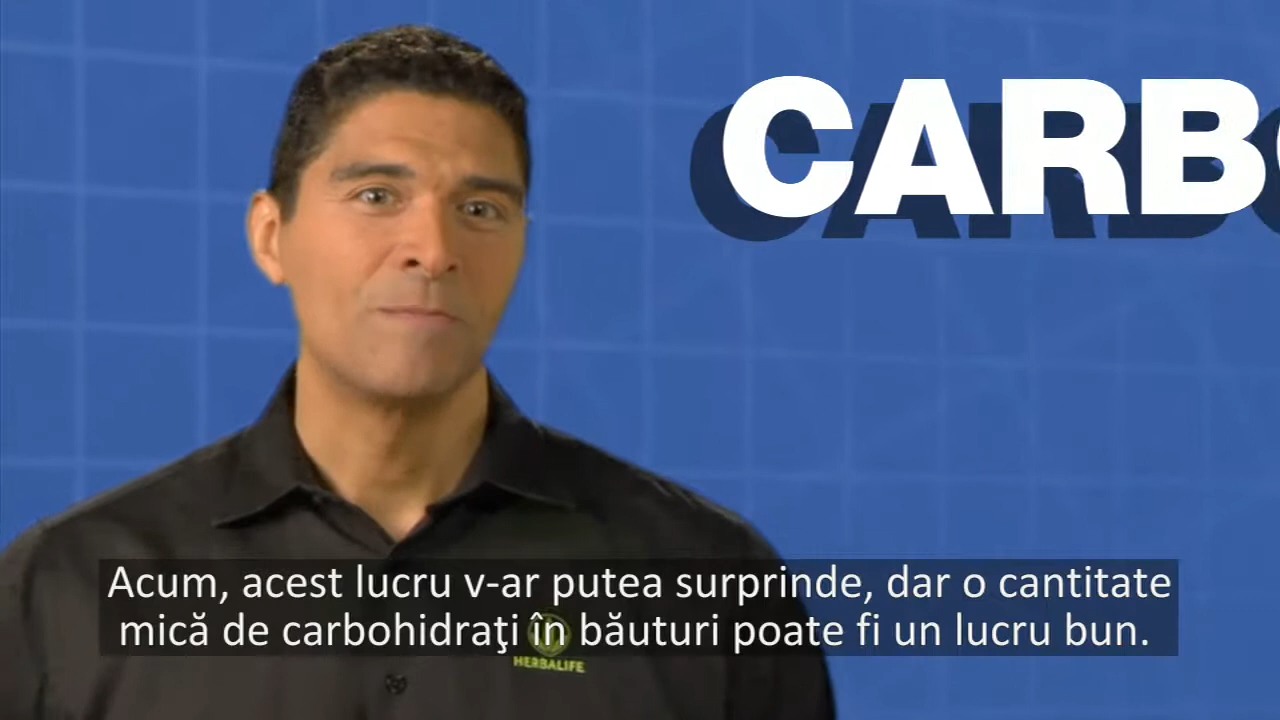 CARB
Acum, acest lucru v-ar putea surprinde, dar o cantitate
mică de carbohidraţi în băuturi poate fi un lucru bun.
HERBALIFE